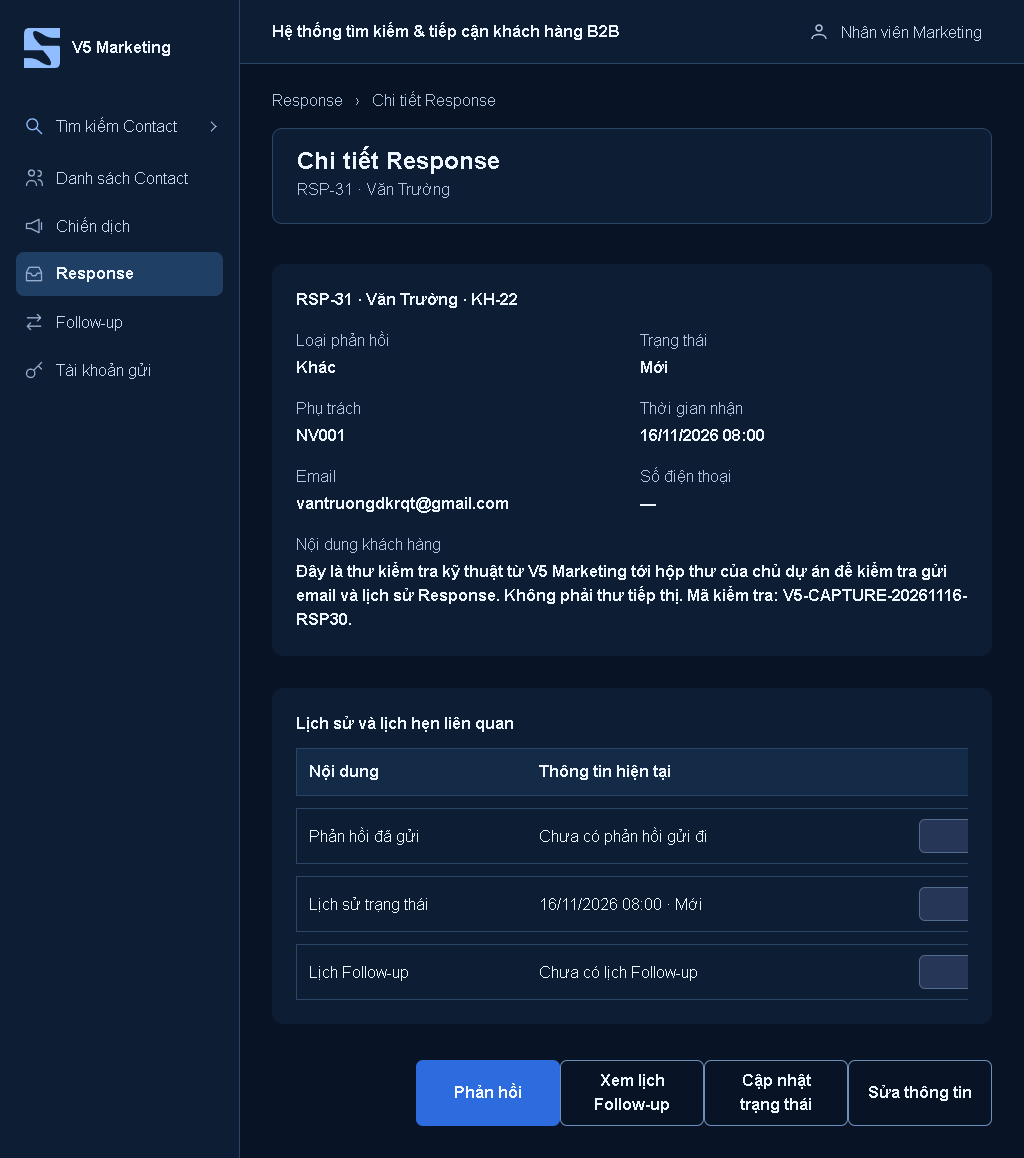 V5 Marketing
Hệ thống tìm kiếm & tiếp cận khách hàng B2B
Nhân viên Marketing
Tìm kiếm Contact
Danh sách Contact
Chiến dịch
Response
Follow-up
Tài khoản gửi
Response › Chi tiết Response
Chi tiết Response
RSP-31 · Văn Trường
RSP-31 · Văn Trường · KH-22
Loại phản hồi
Khác
Trạng thái
Mới
Phụ trách
NV001
Thời gian nhận
16/11/2026 08:00
Email
vantruongdkrqt@gmail.com
Số điện thoại
—
Nội dung khách hàng
Đây là thư kiểm tra kỹ thuật từ V5 Marketing tới hộp thư của chủ dự án để kiểm tra gửi
email và lịch sử Response. Không phải thư tiếp thị. Mã kiểm tra: V5-CAPTURE-20261116-
RSP30.
Lịch sử và lịch hẹn liên quan
Nội dung Thông tin hiện tại
Phản hồi đã gửi Chưa có phản hồi gửi đi
Lịch sử trạng thái 16/11/2026 08:00 · Mới
Lịch Follow-up Chưa có lịch Follow-up
Phản hồi
Xem lịch
Follow-up
Cập nhật
trạng thái
Sửa thông tin